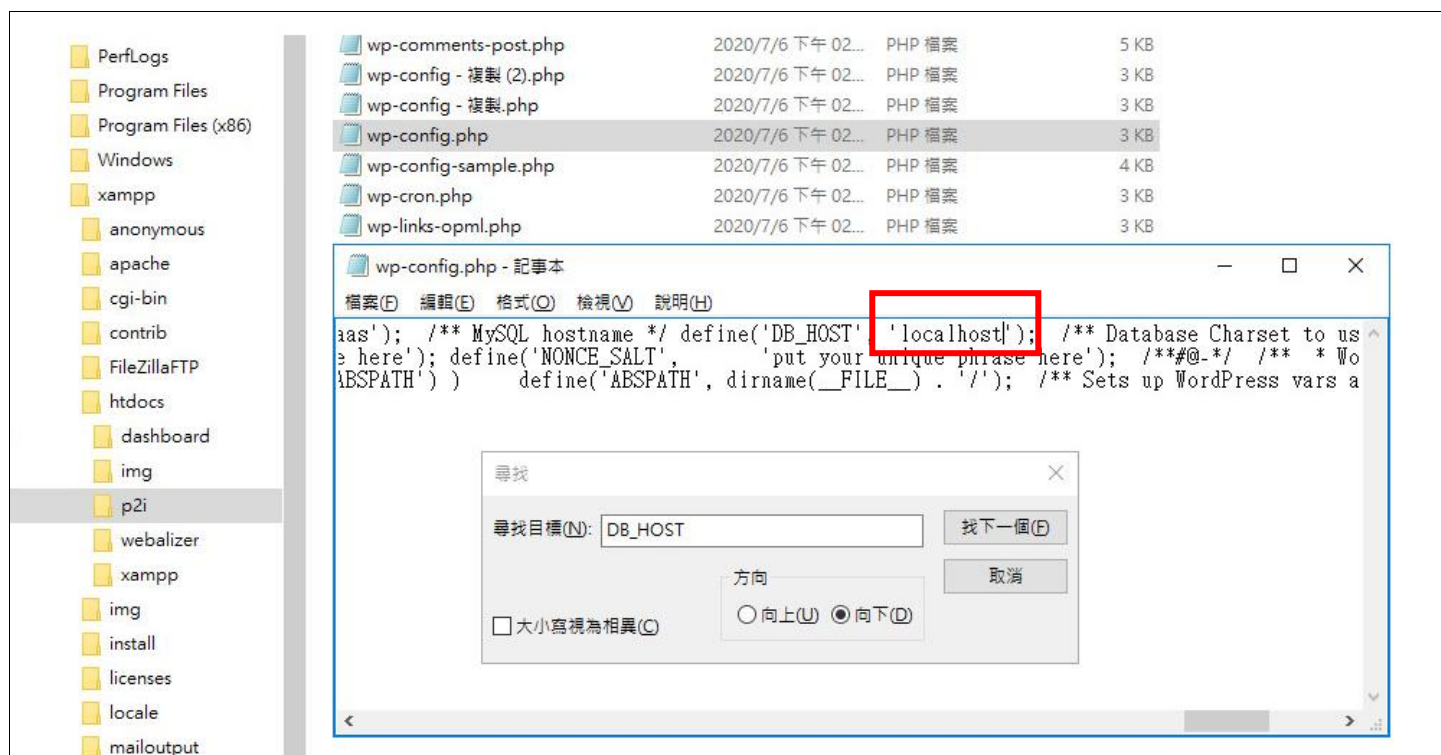 PerfLogs
Program Files
Program Files (x86)
Windows
xampp
anonymous
apache
cgi-bin
contrib
FileZillaFTP
htdocs
dashboard
img
p2i
webalizer
xampp
img
install
licenses
locale
mailoutput
wp-comments-post.php 2020/7/6 下午 02... PHP 檔案 5 KB
wp-config - 複製 (2).php 2020/7/6 下午 02... PHP 檔案 3 KB
wp-config - 複製.php 2020/7/6 下午 02... PHP 檔案 3 KB
wp-config.php 2020/7/6 下午 02... PHP 檔案 3 KB
wp-config-sample.php 2020/7/6 下午 02... PHP 檔案 4 KB
wp-cron.php 2020/7/6 下午 02... PHP 檔案 3 KB
wp-links-opml.php 2020/7/6 下午 02... PHP 檔案 3 KB
wp-config.php - 記事本
檔案(F) 編輯(E) 格式(O) 檢視(V) 說明(H)
aas'); /** MySQL hostname */ define('DB_HOST', 'localhost'); /** Database Charset to us
e here'); define('NONCE_SALT', 'put your unique phrase here'); /**#@-*/ /** * Wo
ABSPATH') ) define('ABSPATH', dirname(__FILE__) . '/'); /** Sets up WordPress vars a
尋找
尋找目標(N): DB_HOST 找下一個(F)
方向 取消
大小寫視為相異(C) 向上(U) 向下(D)